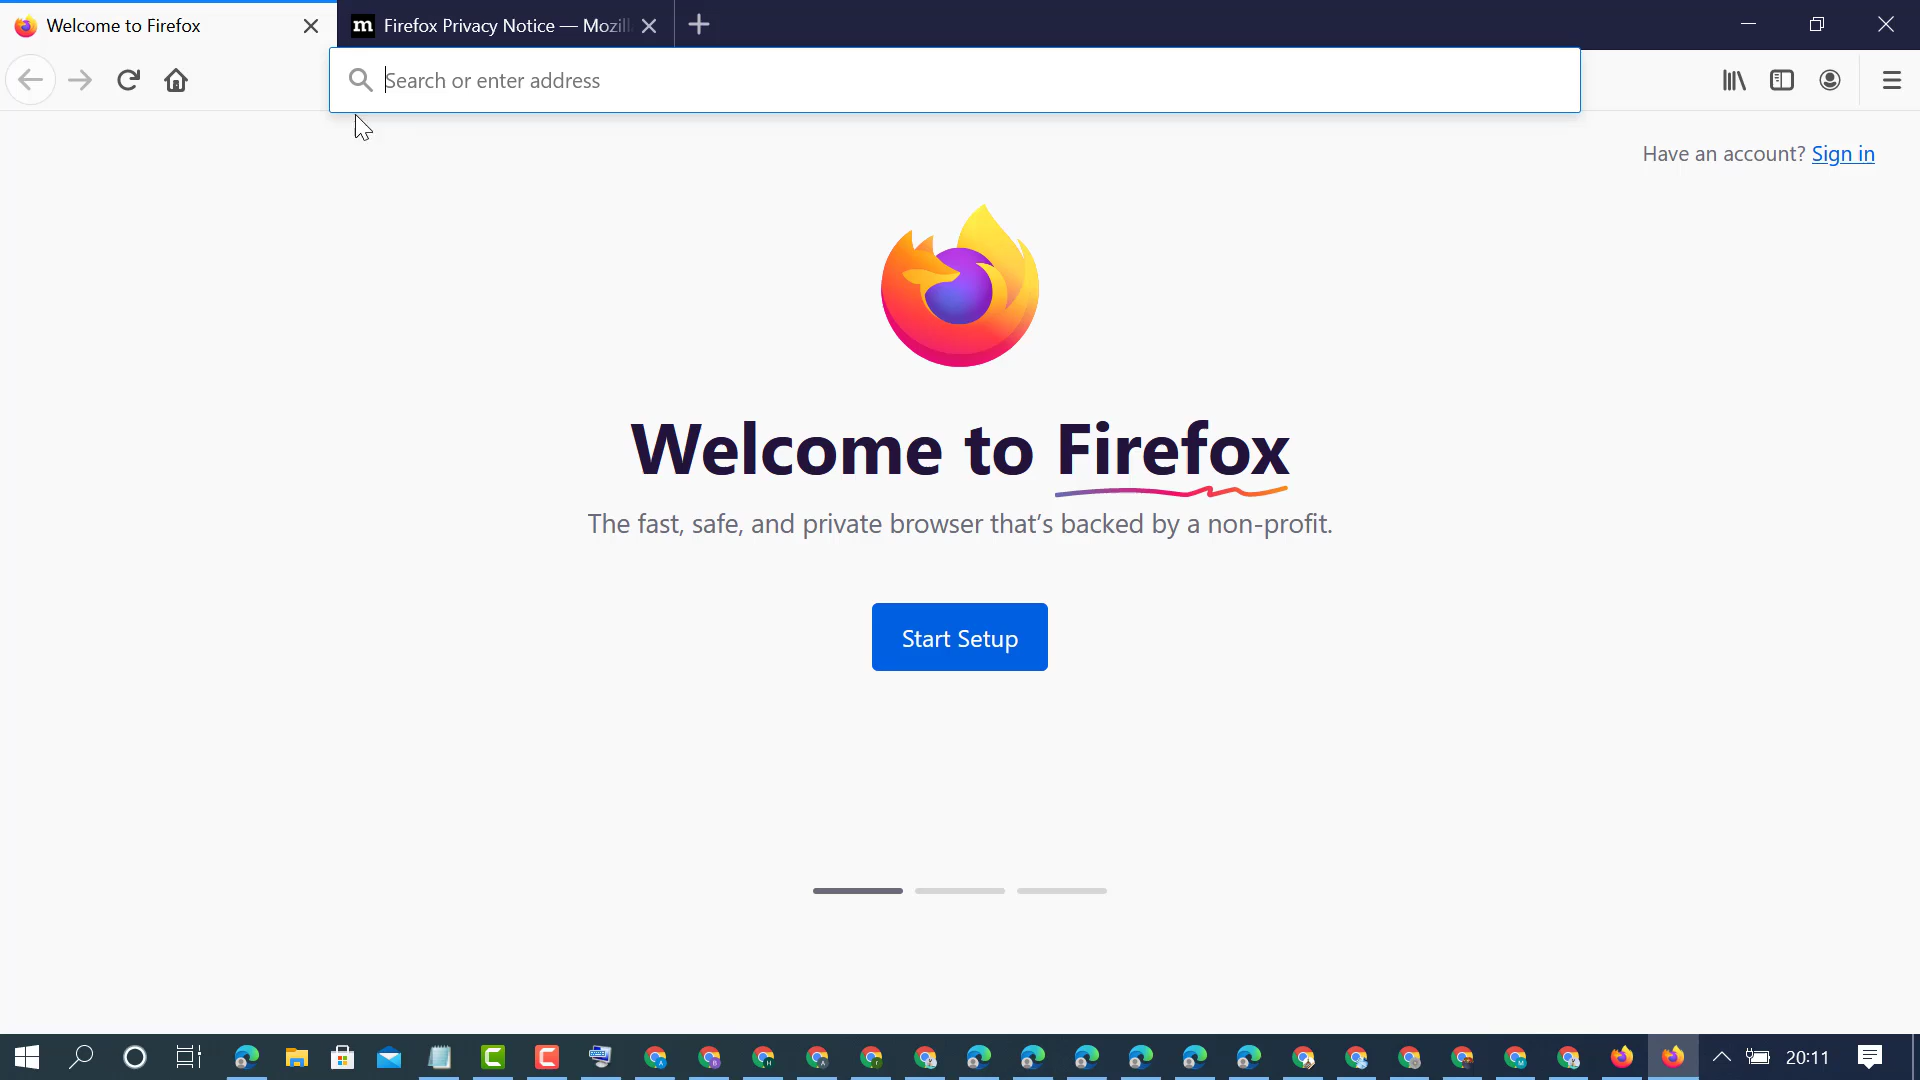 Welcome to Firefox
m Firefox Privacy Notice — Mozill
Search or enter address
Have an account? Sign in
Welcome to Firefox
The fast, safe, and private browser that’s backed by a non-profit.
Start Setup
20:11